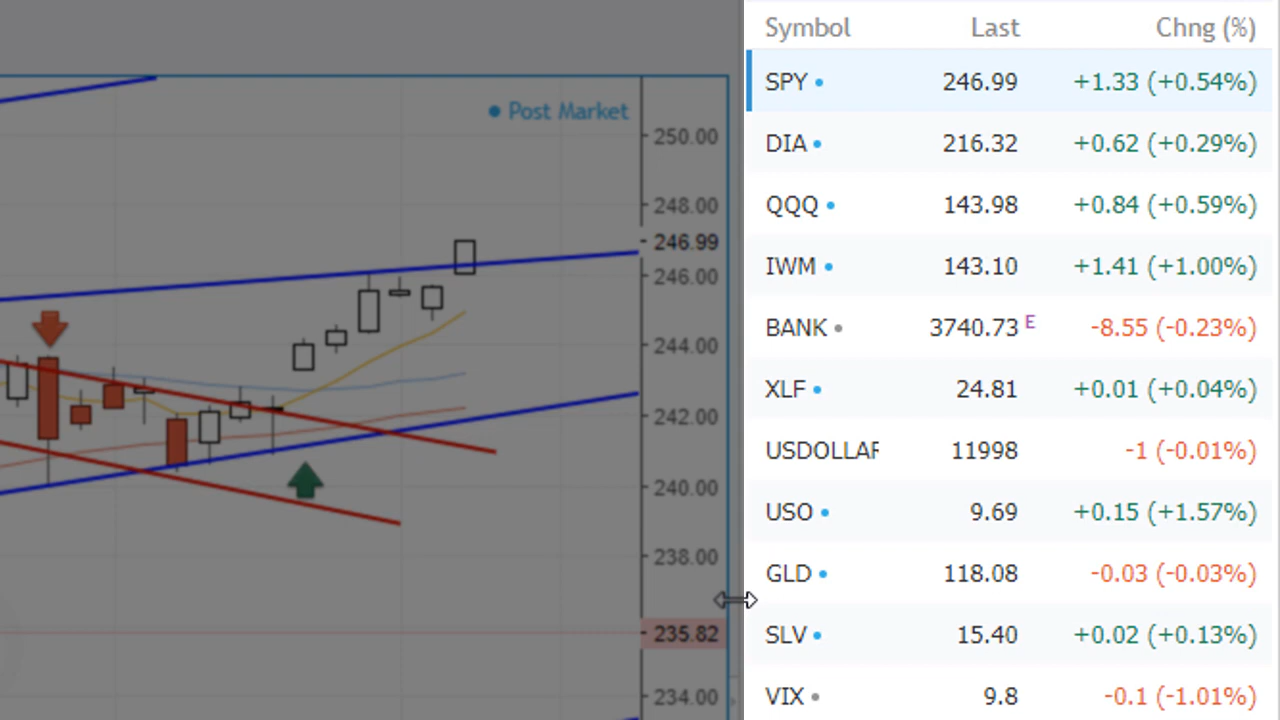 Post Market
250.00
248.00
246.99
246.00
244.00
242.00
240.00
238.00
235.82
234.00
Symbol Last Chng (%)
SPY 246.99 +1.33 (+0.54%)
DIA 216.32 +0.62 (+0.29%)
QQQ 143.98 +0.84 (+0.59%)
IWM 143.10 +1.41 (+1.00%)
BANK 3740.73 E -8.55 (-0.23%)
XLF 24.81 +0.01 (+0.04%)
USDOLLAR 11998 -1 (-0.01%)
USO 9.69 +0.15 (+1.57%)
GLD 118.08 -0.03 (-0.03%)
SLV 15.40 +0.02 (+0.13%)
VIX 9.8 -0.1 (-1.01%)